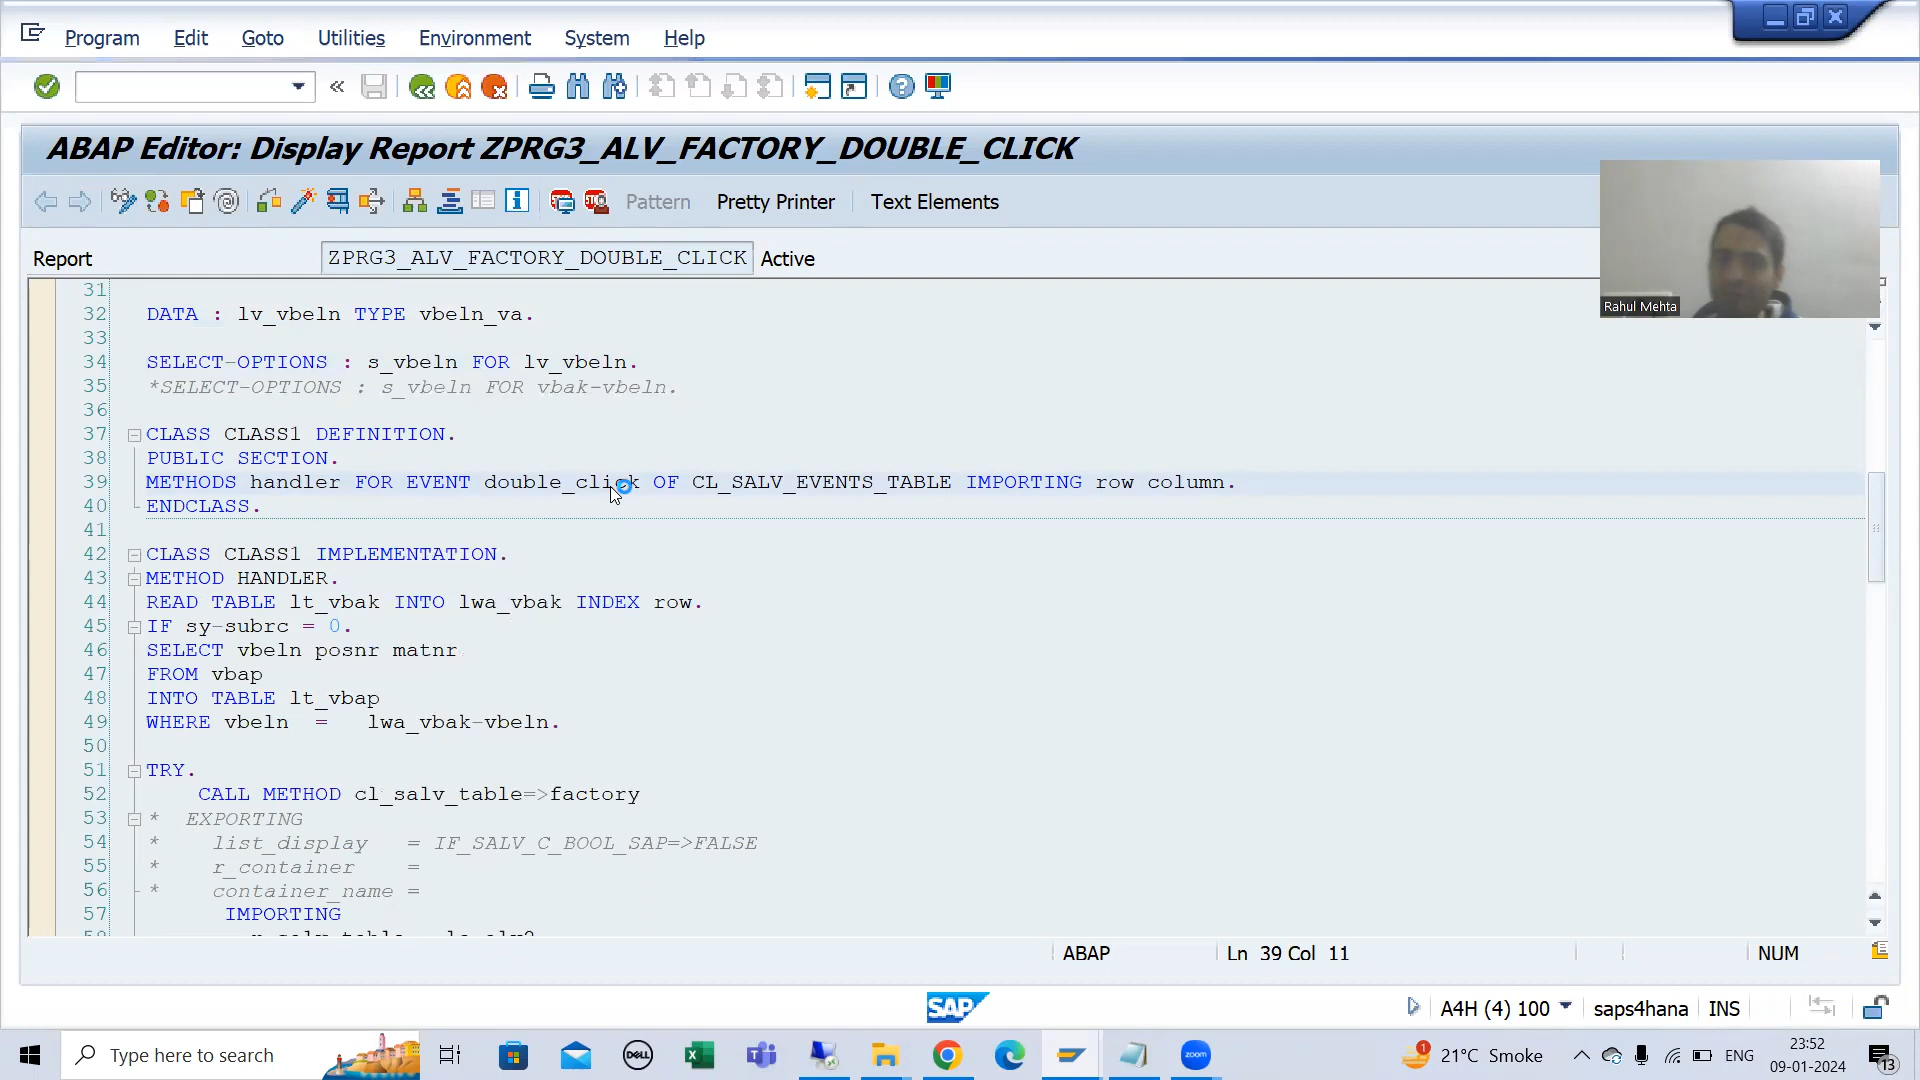 Program Edit Goto Utilities Environment System Help
ABAP Editor: Display Report ZPRG3_ALV_FACTORY_DOUBLE_CLICK
Pattern Pretty Printer Text Elements
Rahul Mehta
Report ZPRG3_ALV_FACTORY_DOUBLE_CLICK Active
31
32 DATA : lv_vbeln TYPE vbeln_va.
33
34 SELECT-OPTIONS : s_vbeln FOR lv_vbeln.
35 *SELECT-OPTIONS : s_vbeln FOR vbak-vbeln.
36
37 CLASS CLASS1 DEFINITION.
38 PUBLIC SECTION.
39 METHODS handler FOR EVENT double_click OF CL_SALV_EVENTS_TABLE IMPORTING row column.
40 ENDCLASS.
41
42 CLASS CLASS1 IMPLEMENTATION.
43 METHOD HANDLER.
44 READ TABLE lt_vbak INTO lwa_vbak INDEX row.
45 IF sy-subrc = 0.
46 SELECT vbeln posnr matnr
47 FROM vbap
48 INTO TABLE lt_vbap
49 WHERE vbeln = lwa_vbak-vbeln.
50
51 TRY.
52 CALL METHOD cl_salv_table=>factory
53 * EXPORTING
54 * list_display = IF_SALV_C_BOOL_SAP=>FALSE
55 * r_container =
56 * container_name =
57 IMPORTING
ABAP Ln 39 Col 11 NUM
SAP A4H (4) 100 saps4hana INS
Type here to search DELL zoom 1 21°C Smoke ENG 23:52
09-01-2024 13